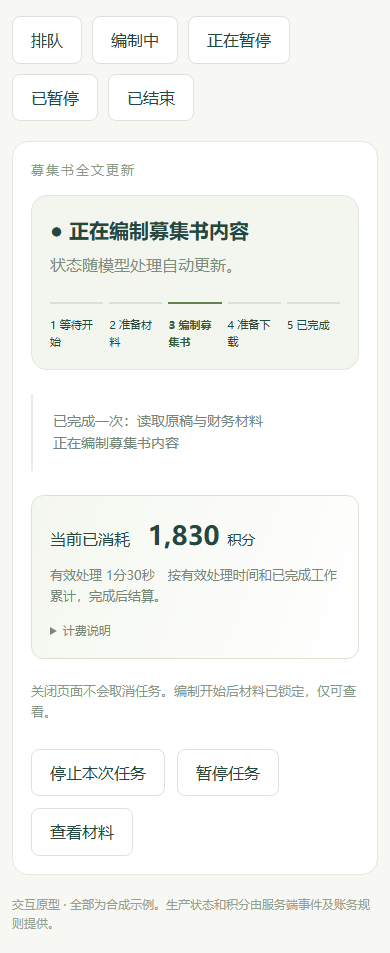 排队 编制中 正在暂停
已暂停 已结束
募集书全文更新
● 正在编制募集书内容
状态随模型处理自动更新。
1 等待开始 2 准备材料 3 编制募集书 4 准备下载 5 已完成
已完成一次：读取原稿与财务材料
正在编制募集书内容
当前已消耗 1,830 积分
有效处理 1分30秒 按有效处理时间和已完成工作
累计，完成后结算。
▶ 计费说明
关闭页面不会取消任务。编制开始后材料已锁定，仅可查
看。
停止本次任务 暂停任务
查看材料
交互原型 · 全部为合成示例。生产状态和积分由服务端事件及账务规
则提供。